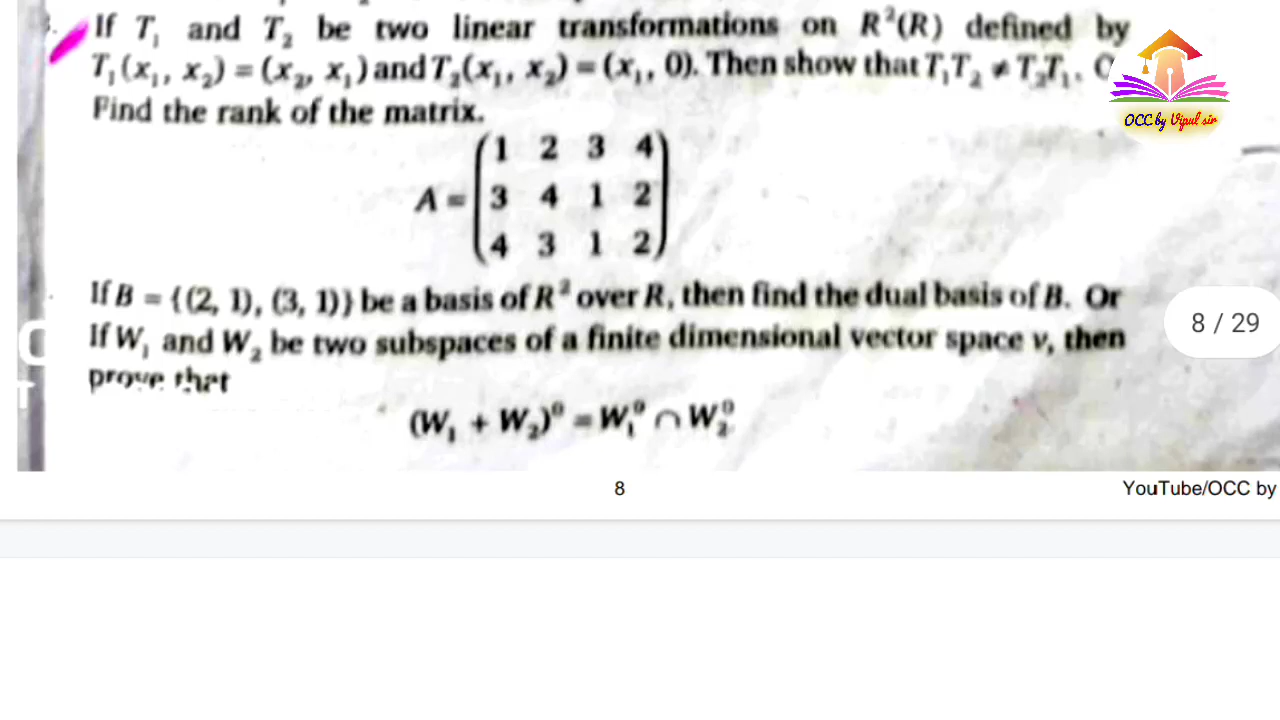 If T₁ and T₂ be two linear transformations on R²(R) defined by
T₁(x₁, x₂) = (x₂, x₁) and T₂(x₁, x₂) = (x₁, 0). Then show that T₁T₂ ≠ T₂T₁.
Find the rank of the matrix.
1 2 3 4
A = 3 4 1 2
4 3 1 2
If B = {(2, 1), (3, 1)} be a basis of R² over R, then find the dual basis of B. Or
If W₁ and W₂ be two subspaces of a finite dimensional vector space v, then
prove that
(W₁ + W₂)⁰ = W₁⁰ ∩ W₂⁰
OCC by Vipul sir
8 / 29
8
YouTube/OCC by